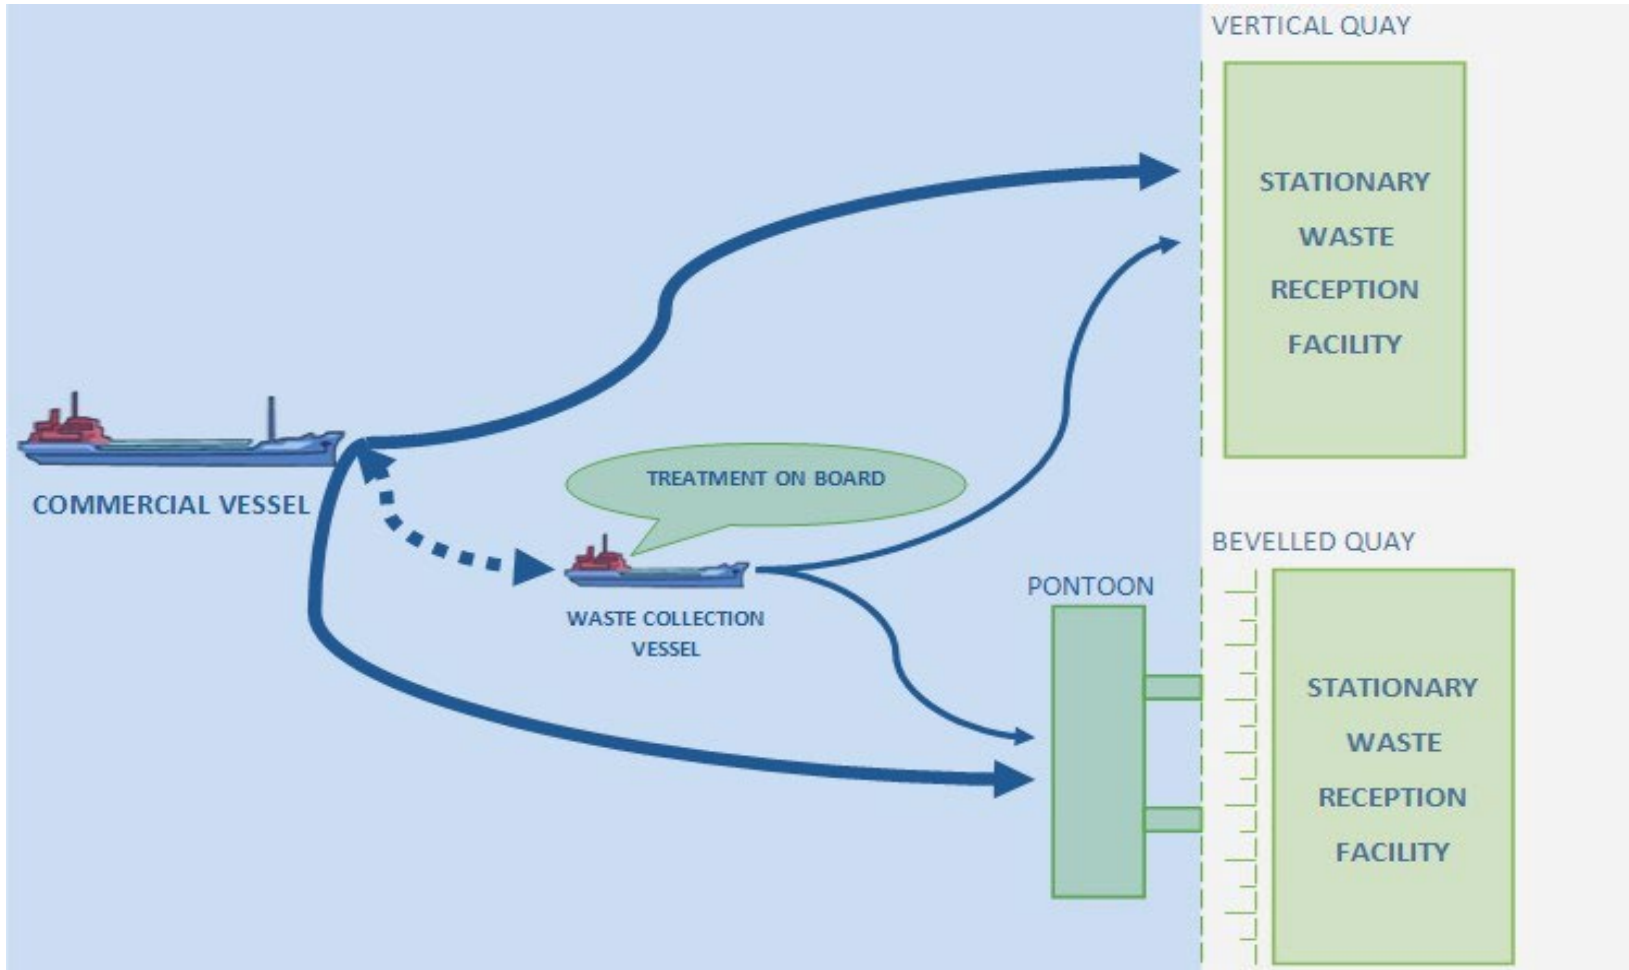 VERTICAL QUAY
STATIONARY
WASTE
RECEPTION
FACILITY
COMMERCIAL VESSEL
TREATMENT ON BOARD
WASTE COLLECTION
VESSEL
BEVELLED QUAY
PONTOON
STATIONARY
WASTE
RECEPTION
FACILITY